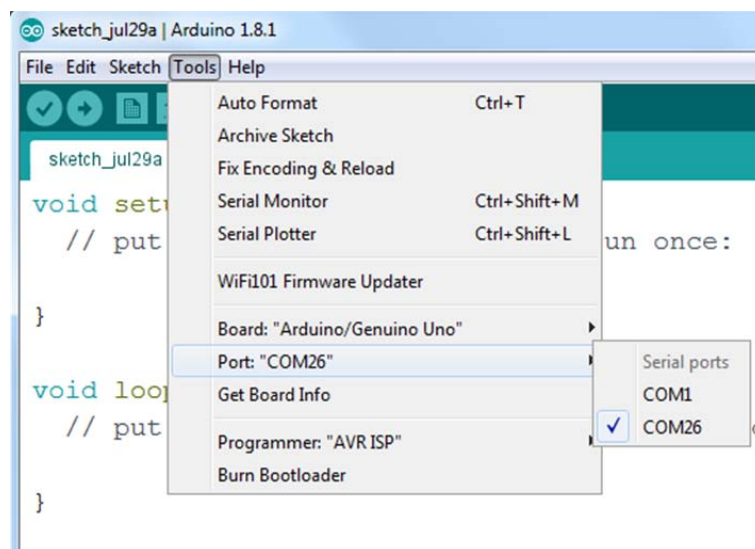 sketch_jul29a | Arduino 1.8.1
File Edit Sketch Tools Help
sketch_jul29a
Auto Format Ctrl+T
Archive Sketch
Fix Encoding & Reload
Serial Monitor Ctrl+Shift+M
Serial Plotter Ctrl+Shift+L
WiFi101 Firmware Updater
Board: "Arduino/Genuino Uno"
Port: "COM26"
Get Board Info
Programmer: "AVR ISP"
Burn Bootloader
Serial ports
COM1
COM26
void
// put un once:
}
void
// put
}